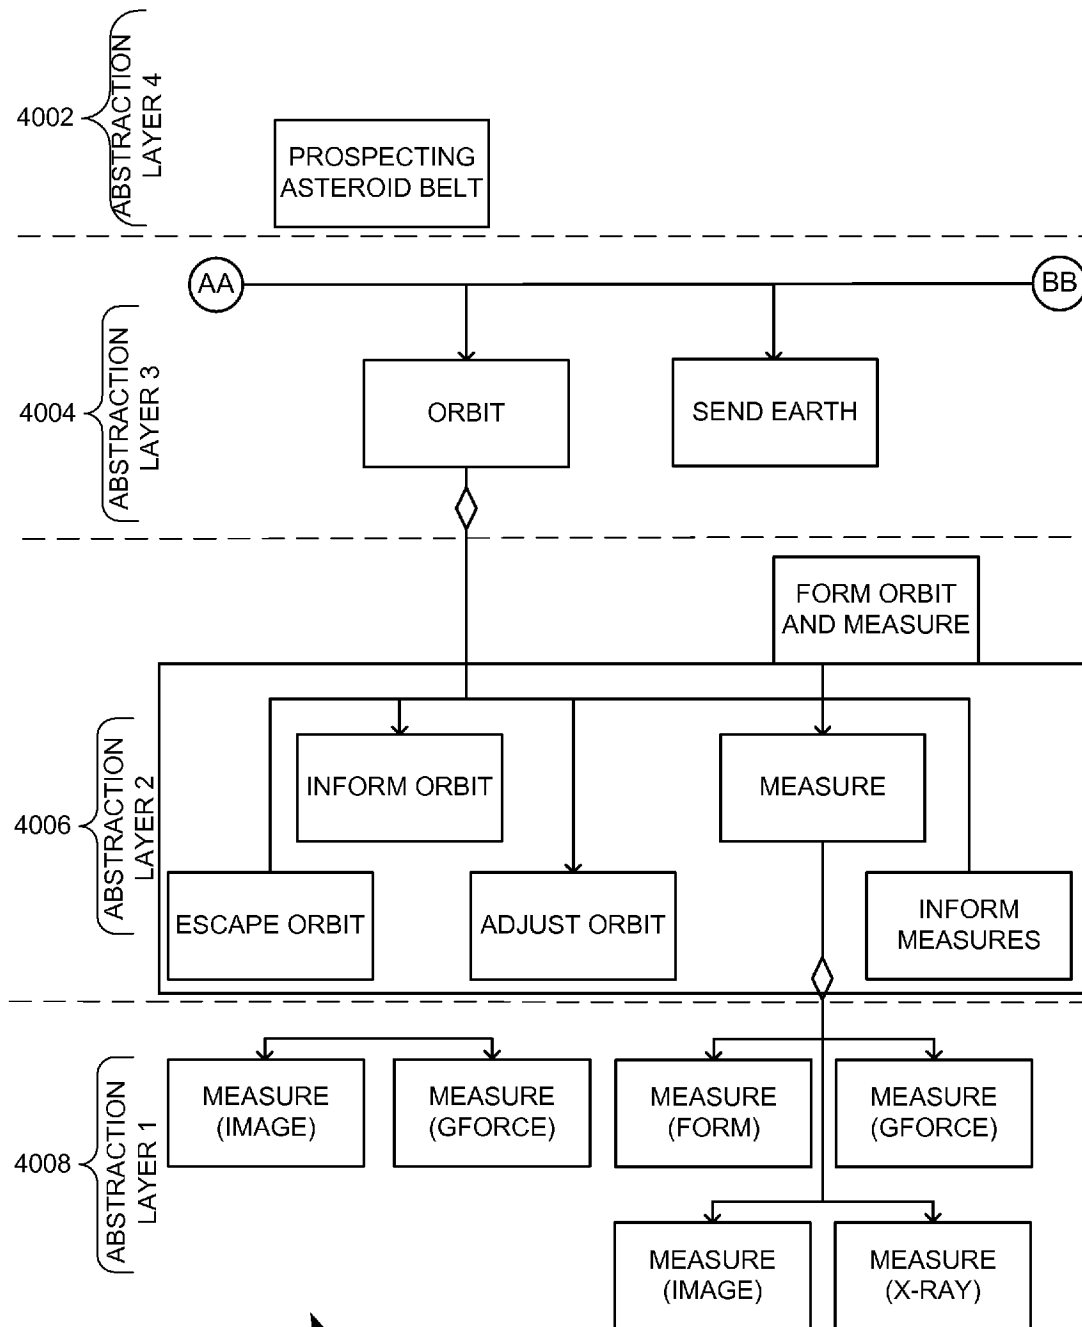 4002
ABSTRACTION
LAYER 4
PROSPECTING
ASTEROID BELT
AA
BB
4004
ABSTRACTION
LAYER 3
ORBIT
SEND EARTH
FORM ORBIT
AND MEASURE
4006
ABSTRACTION
LAYER 2
INFORM ORBIT
MEASURE
ESCAPE ORBIT
ADJUST ORBIT
INFORM
MEASURES
4008
ABSTRACTION
LAYER 1
MEASURE
(IMAGE)
MEASURE
(GFORCE)
MEASURE
(FORM)
MEASURE
(GFORCE)
MEASURE
(IMAGE)
MEASURE
(X-RAY)